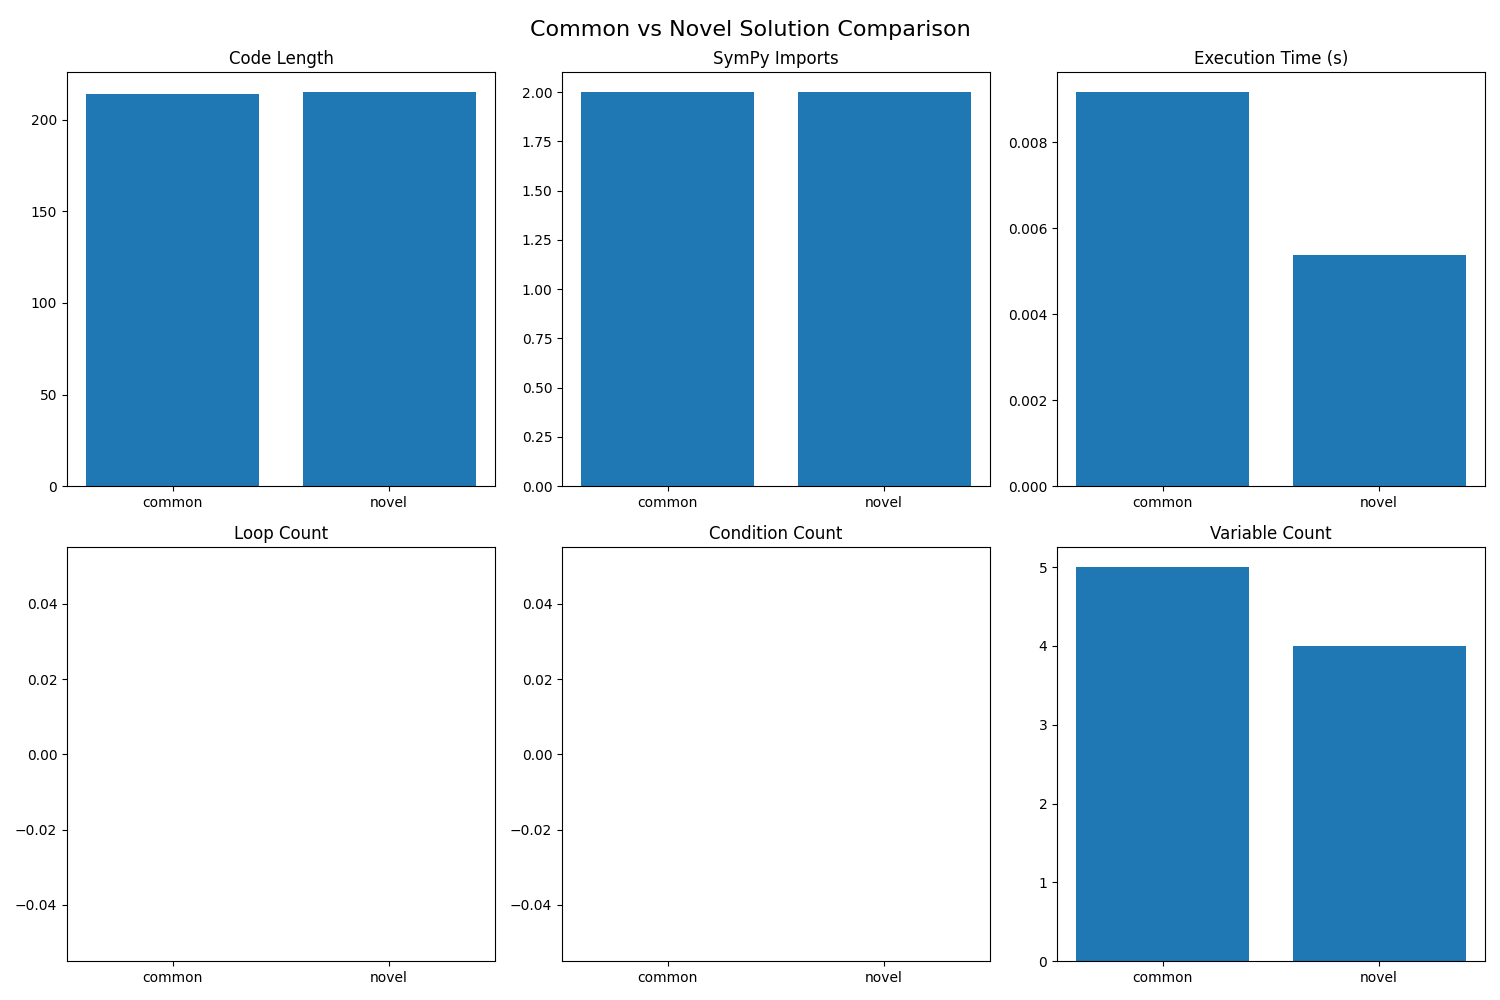 Common vs Novel Solution Comparison
Code Length
200
150
100
50
0
common novel
SymPy Imports
2.00
1.75
1.50
1.25
1.00
0.75
0.50
0.25
0.00
common novel
Execution Time (s)
0.008
0.006
0.004
0.002
0.000
common novel
Loop Count
0.04
0.02
0.00
−0.02
−0.04
common novel
Condition Count
0.04
0.02
0.00
−0.02
−0.04
common novel
Variable Count
5
4
3
2
1
0
common novel